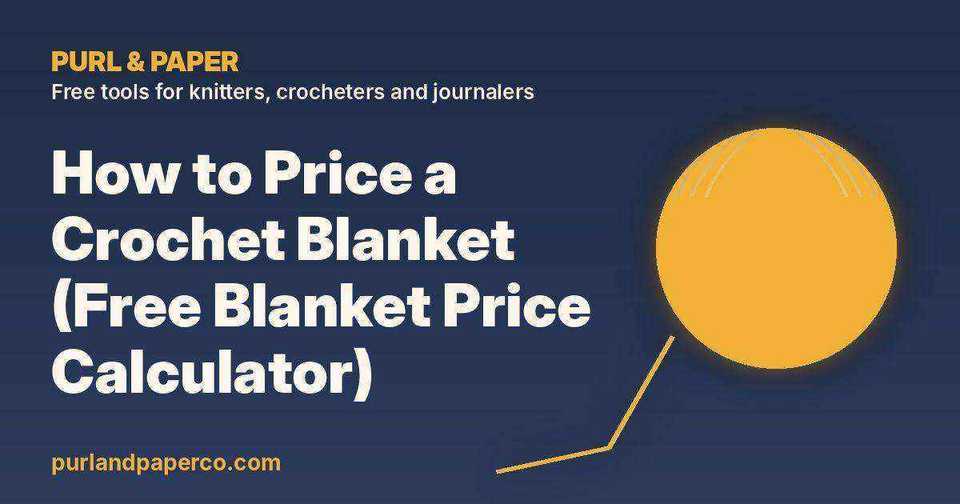 PURL & PAPER
Free tools for knitters, crocheters and journalers
How to Price a
Crochet Blanket
(Free Blanket Price
Calculator)
purlandpaperco.com